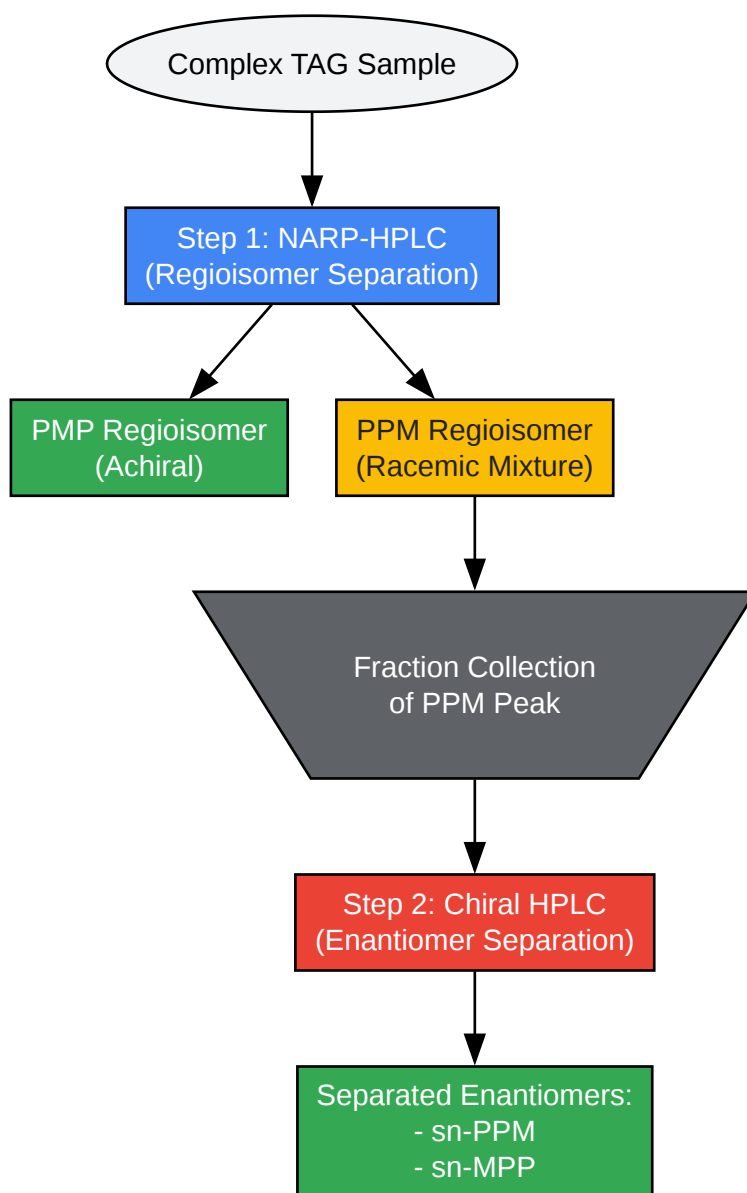 Complex TAG Sample
Step 1: NARP-HPLC
(Regioisomer Separation)
PMP Regioisomer
(Achiral)
PPM Regioisomer
(Racemic Mixture)
Fraction Collection
of PPM Peak
Step 2: Chiral HPLC
(Enantiomer Separation)
Separated Enantiomers:
- sn-PPM
- sn-MPP